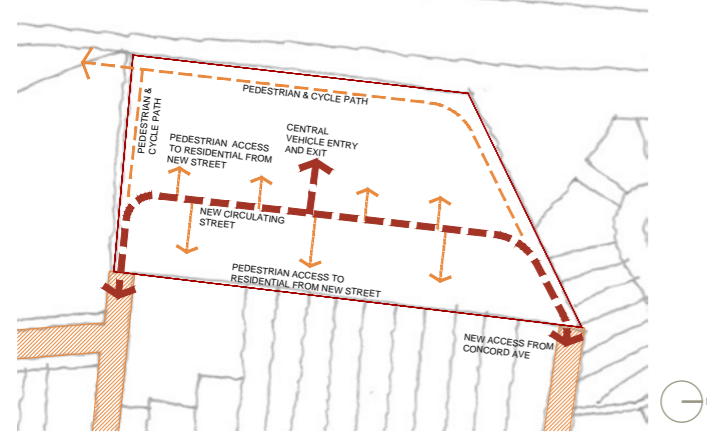 PEDESTRIAN & CYCLE PATH
PEDESTRIAN &
CYCLE PATH
CENTRAL
VEHICLE ENTRY
AND EXIT
PEDESTRIAN ACCESS
TO RESIDENTIAL FROM
NEW STREET
NEW CIRCULATING
STREET
PEDESTRIAN ACCESS TO
RESIDENTIAL FROM NEW STREET
NEW ACCESS FROM
CONCORD AVE